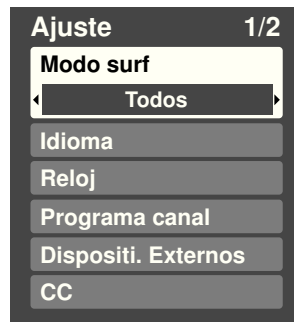 Ajuste 1/2
Modo surf
Todos
Idioma
Reloj
Programa canal
Dispositi. Externos
CC